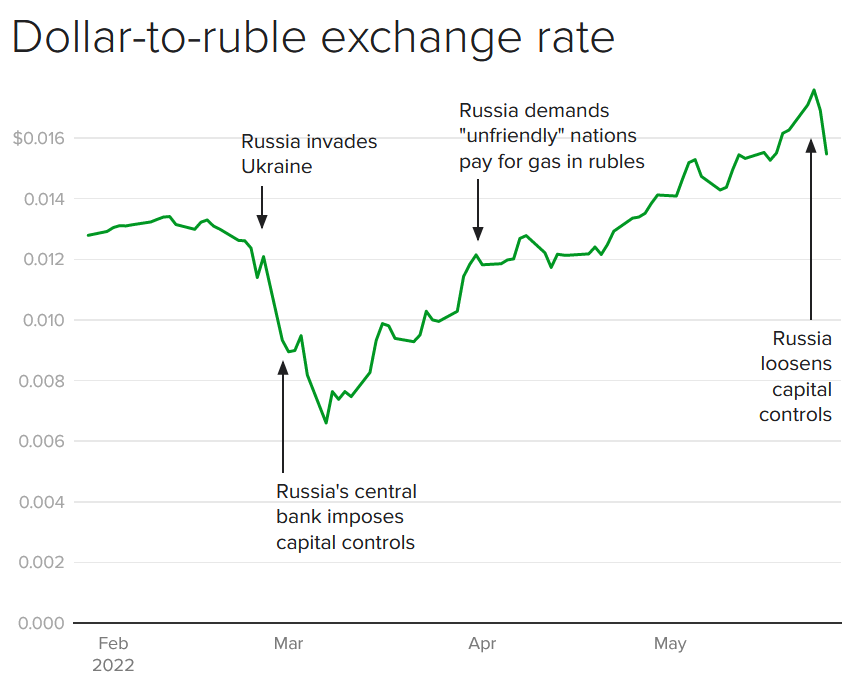 Dollar-to-ruble exchange rate
Russia demands
"unfriendly" nations
pay for gas in rubles
Russia invades
Ukraine
$0.016
0.014
0.012
0.010
0.008
0.006
0.004
0.002
0.000
Russia
loosens
capital
controls
Russia's central
bank imposes
capital controls
Feb
2022
Mar
Apr
May